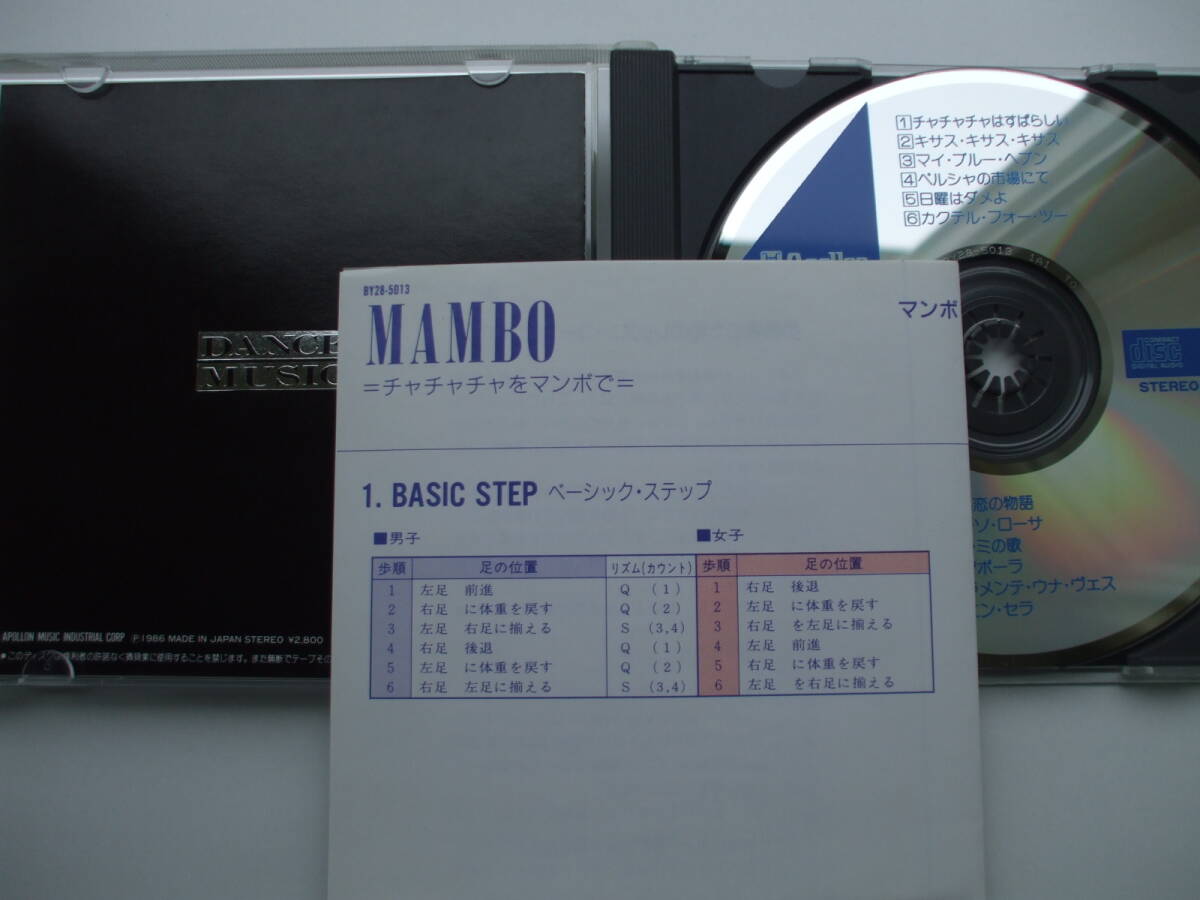 DANCE
MUSIC
APOLLON MUSIC INDUSTRIAL CORP ℗1986 MADE IN JAPAN STEREO ¥2,800
1 チャチャチャはすばらしい
2 キサス・キサス・キサス
3 マイ・ブルー・ヘブン
4 ペルシャの市場にて
5 日曜はダメよ
6 カクテル・フォー・ツー
BY28-5013 1A1 TO
COMPACT
disc
DIGITAL AUDIO
STEREO
恋の物語
ソ・ローサ
ミの歌
ポーラ
メンテ・ウナ・ヴェス
ン・セラ
BY28-5013
MAMBO
マンボ
=チャチャチャをマンボで=
1. BASIC STEP ベーシック・ステップ
■男子 ■女子
歩順 足の位置 リズム(カウント) 歩順 足の位置
1 左足 前進 Q (1) 1 右足 後退
2 右足 に体重を戻す Q (2) 2 左足 に体重を戻す
3 左足 右足に揃える S (3,4) 3 右足 を左足に揃える
4 右足 後退 Q (1) 4 左足 前進
5 左足 に体重を戻す Q (2) 5 右足 に体重を戻す
6 右足 左足に揃える S (3,4) 6 左足 を右足に揃える